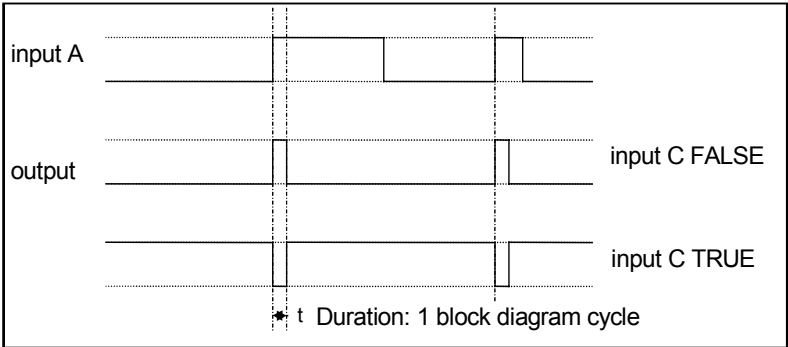 input A
input C FALSE
output
input C TRUE
t Duration: 1 block diagram cycle